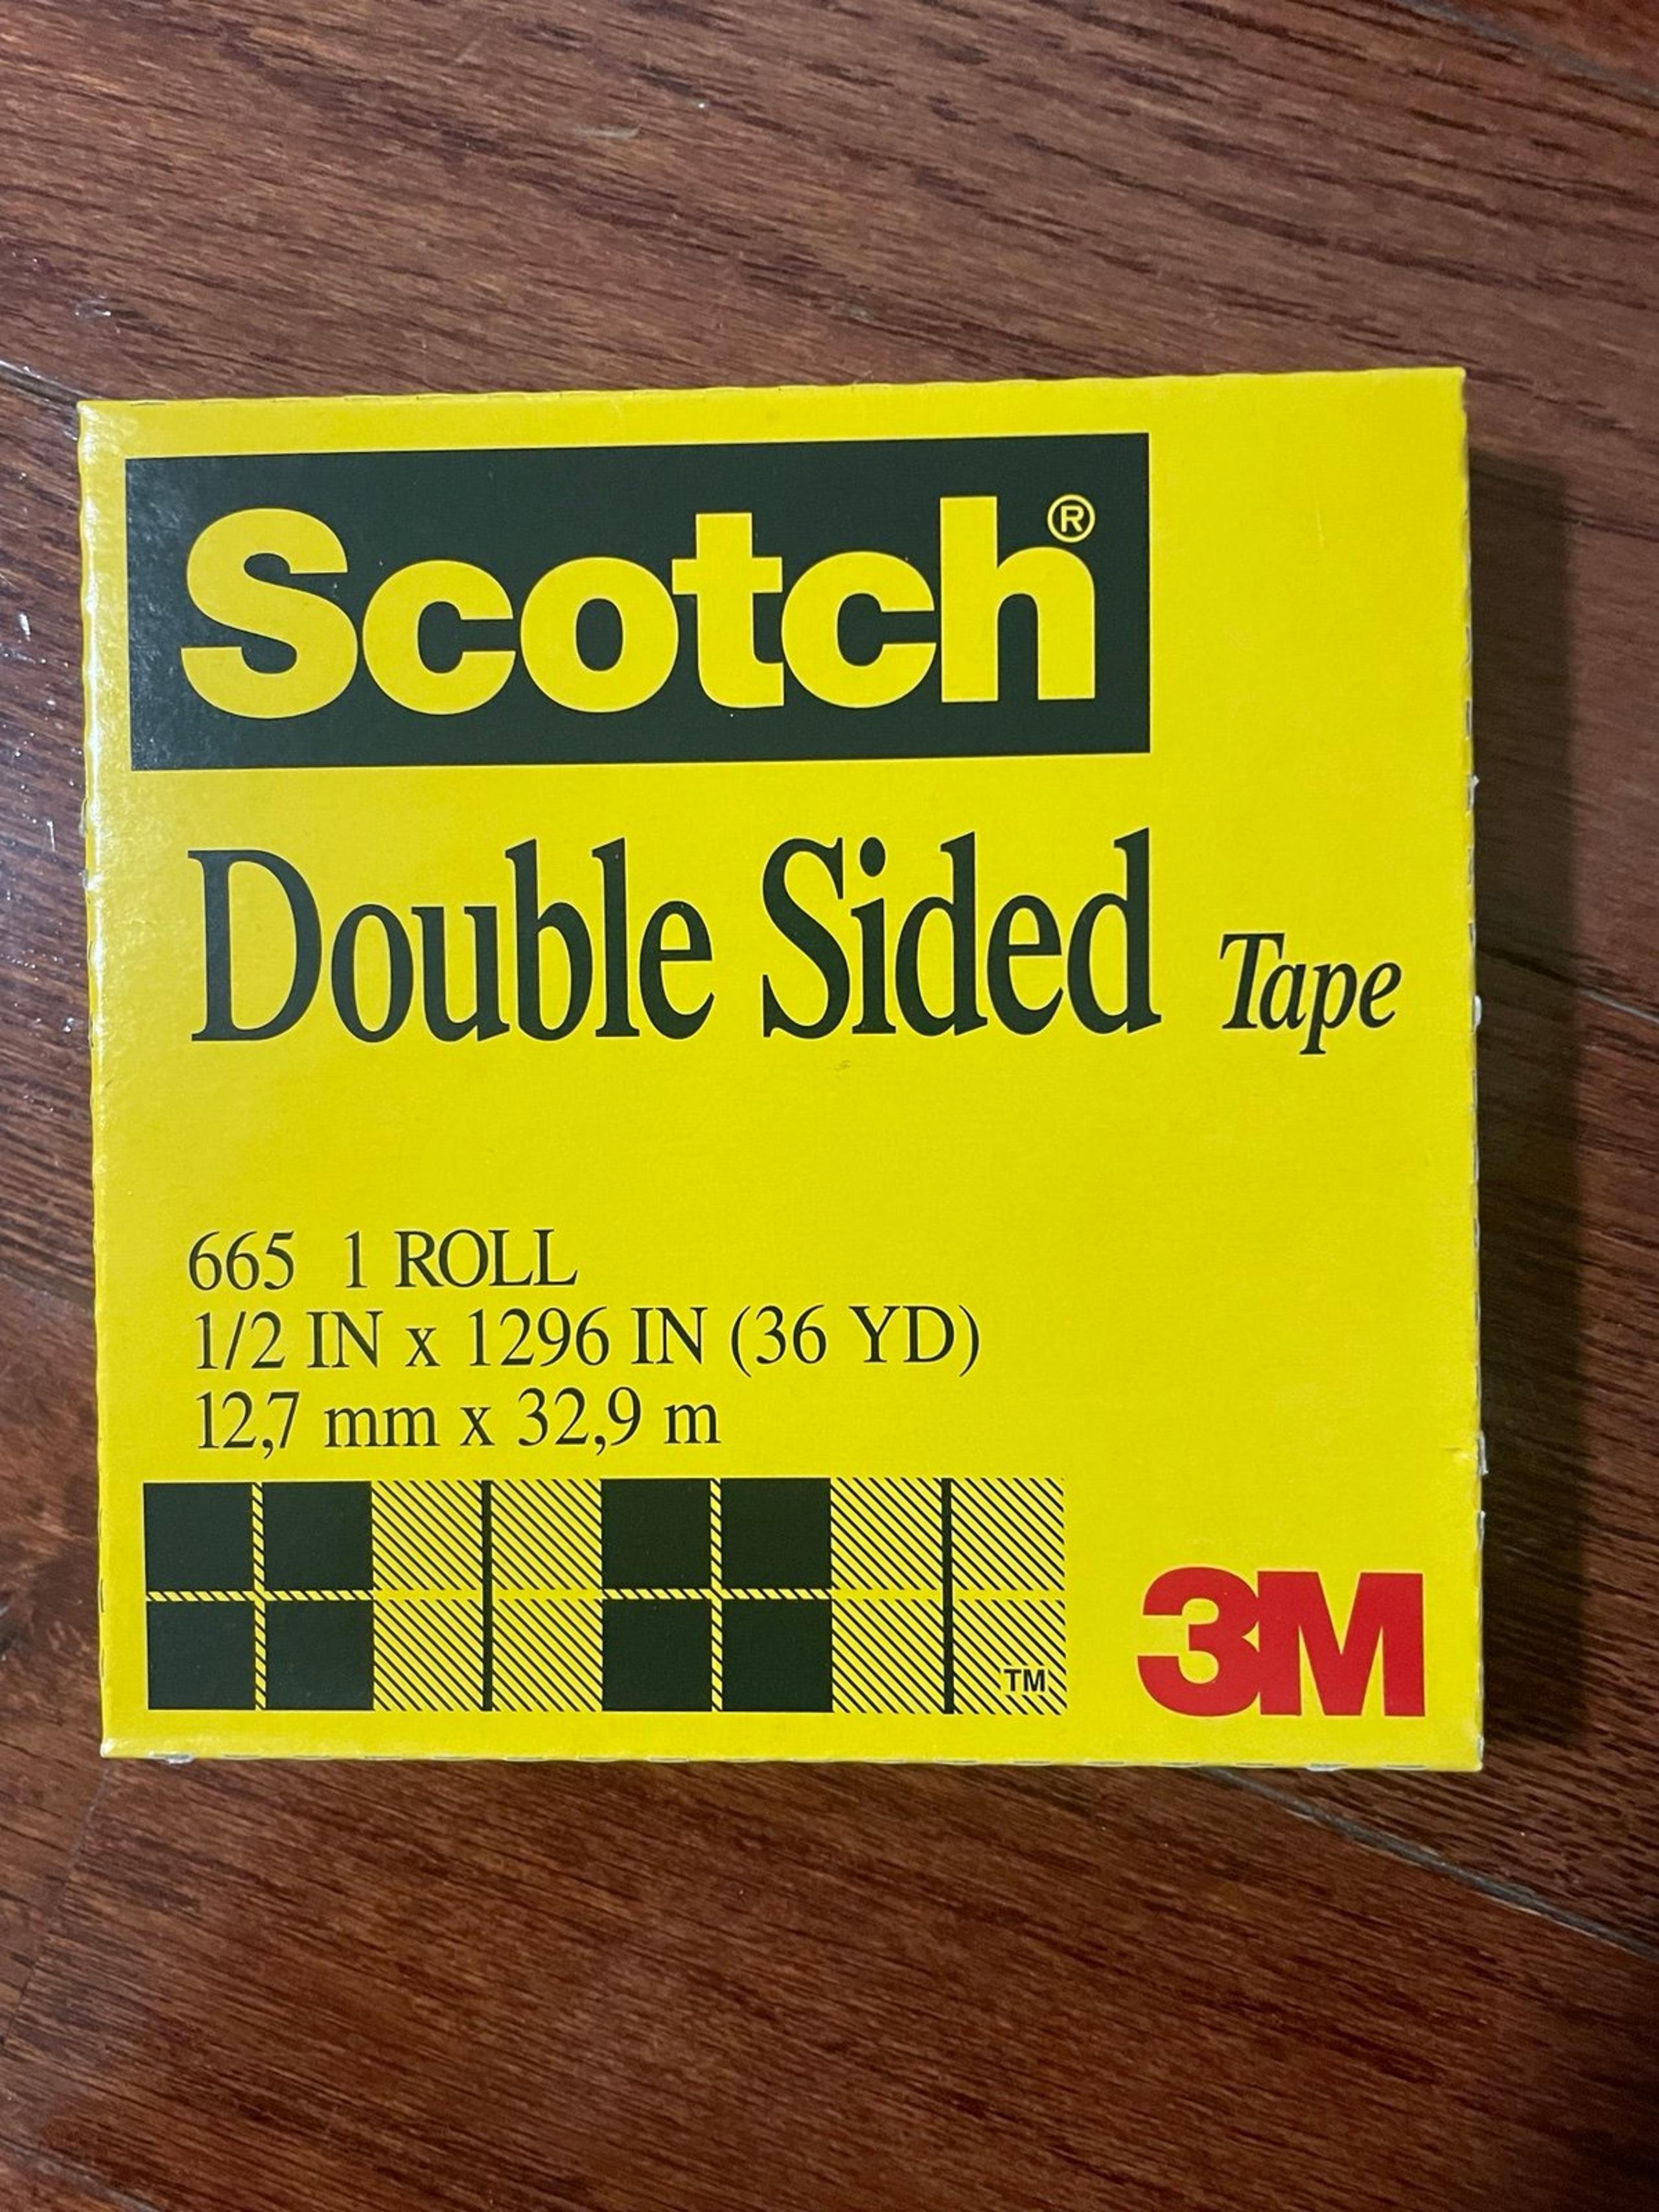 Scotch®
Double Sided Tape
665 1 ROLL
1/2 IN x 1296 IN (36 YD)
12,7 mm x 32,9 m
TM
3M